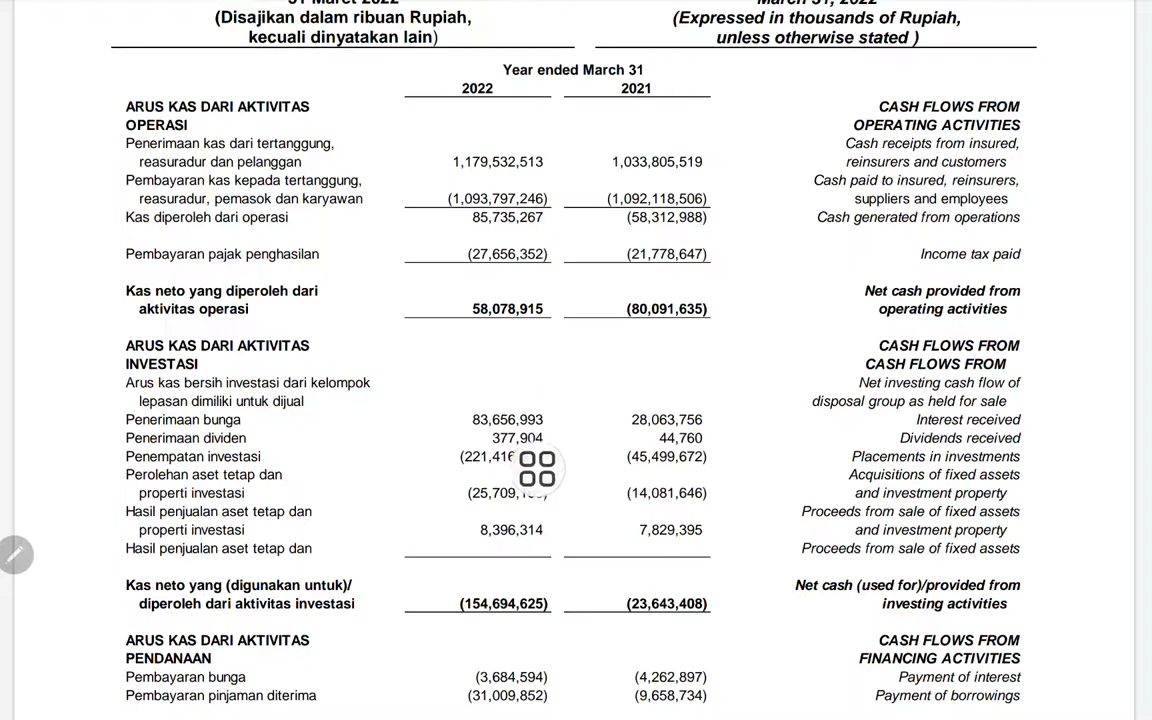 31 Maret 2022 March 31, 2022
(Disajikan dalam ribuan Rupiah, (Expressed in thousands of Rupiah,
kecuali dinyatakan lain) unless otherwise stated )
Year ended March 31
2022 2021
ARUS KAS DARI AKTIVITAS CASH FLOWS FROM
OPERASI OPERATING ACTIVITIES
Penerimaan kas dari tertanggung, Cash receipts from insured,
reasuradur dan pelanggan 1,179,532,513 1,033,805,519 reinsurers and customers
Pembayaran kas kepada tertanggung, Cash paid to insured, reinsurers,
reasuradur, pemasok dan karyawan (1,093,797,246) (1,092,118,506) suppliers and employees
Kas diperoleh dari operasi 85,735,267 (58,312,988) Cash generated from operations
Pembayaran pajak penghasilan (27,656,352) (21,778,647) Income tax paid
Kas neto yang diperoleh dari Net cash provided from
aktivitas operasi 58,078,915 (80,091,635) operating activities
ARUS KAS DARI AKTIVITAS CASH FLOWS FROM
INVESTASI CASH FLOWS FROM
Arus kas bersih investasi dari kelompok Net investing cash flow of
lepasan dimiliki untuk dijual disposal group as held for sale
Penerimaan bunga 83,656,993 28,063,756 Interest received
Penerimaan dividen 377,904 44,760 Dividends received
Penempatan investasi (45,499,672) Placements in investments
Perolehan aset tetap dan Acquisitions of fixed assets
properti investasi (14,081,646) and investment property
Hasil penjualan aset tetap dan Proceeds from sale of fixed assets
properti investasi 8,396,314 7,829,395 and investment property
Hasil penjualan aset tetap dan Proceeds from sale of fixed assets
Kas neto yang (digunakan untuk)/ Net cash (used for)/provided from
diperoleh dari aktivitas investasi (154,694,625) (23,643,408) investing activities
ARUS KAS DARI AKTIVITAS CASH FLOWS FROM
PENDANAAN FINANCING ACTIVITIES
Pembayaran bunga (3,684,594) (4,262,897) Payment of interest
Pembayaran pinjaman diterima (31,009,852) (9,658,734) Payment of borrowings